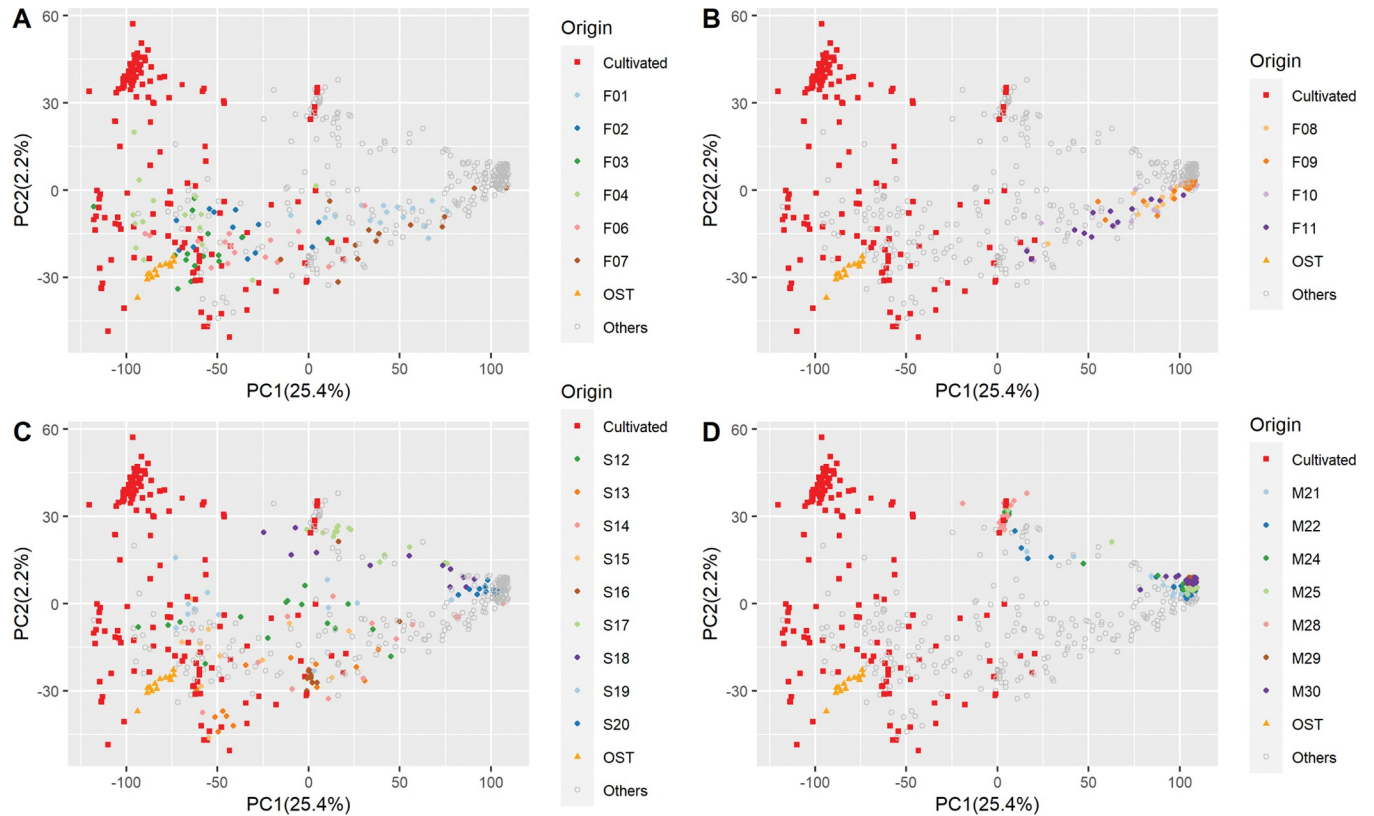 A
60
30
0
-30
-100
-50
0
50
100
PC2(2.2%)
PC1(25.4%)
Origin
Cultivated
F01
F02
F03
F04
F06
F07
OST
Others
B
60
30
0
-30
-100
-50
0
50
100
PC2(2.2%)
PC1(25.4%)
Origin
Cultivated
F08
F09
F10
F11
OST
Others
C
60
30
0
-30
-100
-50
0
50
100
PC2(2.2%)
PC1(25.4%)
Origin
Cultivated
S12
S13
S14
S15
S16
S17
S18
S19
S20
OST
Others
D
60
30
0
-30
-100
-50
0
50
100
PC2(2.2%)
PC1(25.4%)
Origin
Cultivated
M21
M22
M24
M25
M28
M29
M30
OST
Others